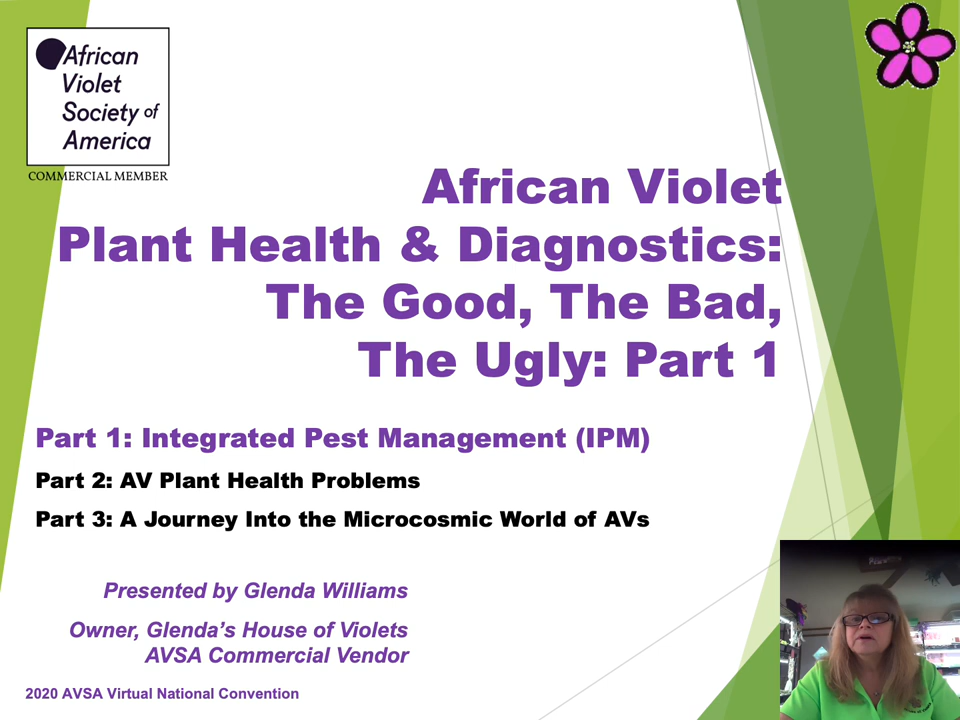 African
Violet
Society of
America
COMMERCIAL MEMBER
African Violet
Plant Health & Diagnostics:
The Good, The Bad,
The Ugly: Part 1
Part 1: Integrated Pest Management (IPM)
Part 2: AV Plant Health Problems
Part 3: A Journey Into the Microcosmic World of AVs
Presented by Glenda Williams
Owner, Glenda’s House of Violets
AVSA Commercial Vendor
2020 AVSA Virtual National Convention